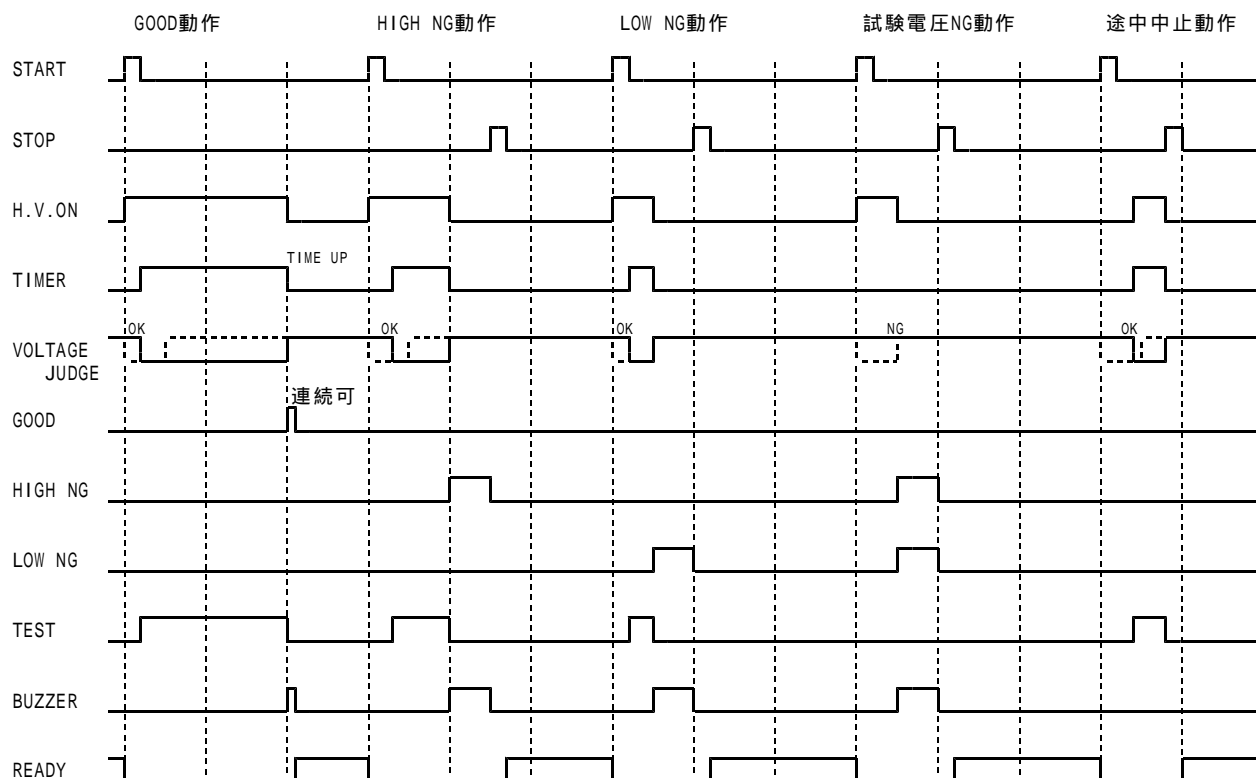 GOOD動作 HIGH NG動作 LOW NG動作 試験電圧NG動作 途中中止動作
START
STOP
H.V.ON
TIME UP
TIMER
OK OK OK NG OK
VOLTAGE
JUDGE
連続可
GOOD
HIGH NG
LOW NG
TEST
BUZZER
READY